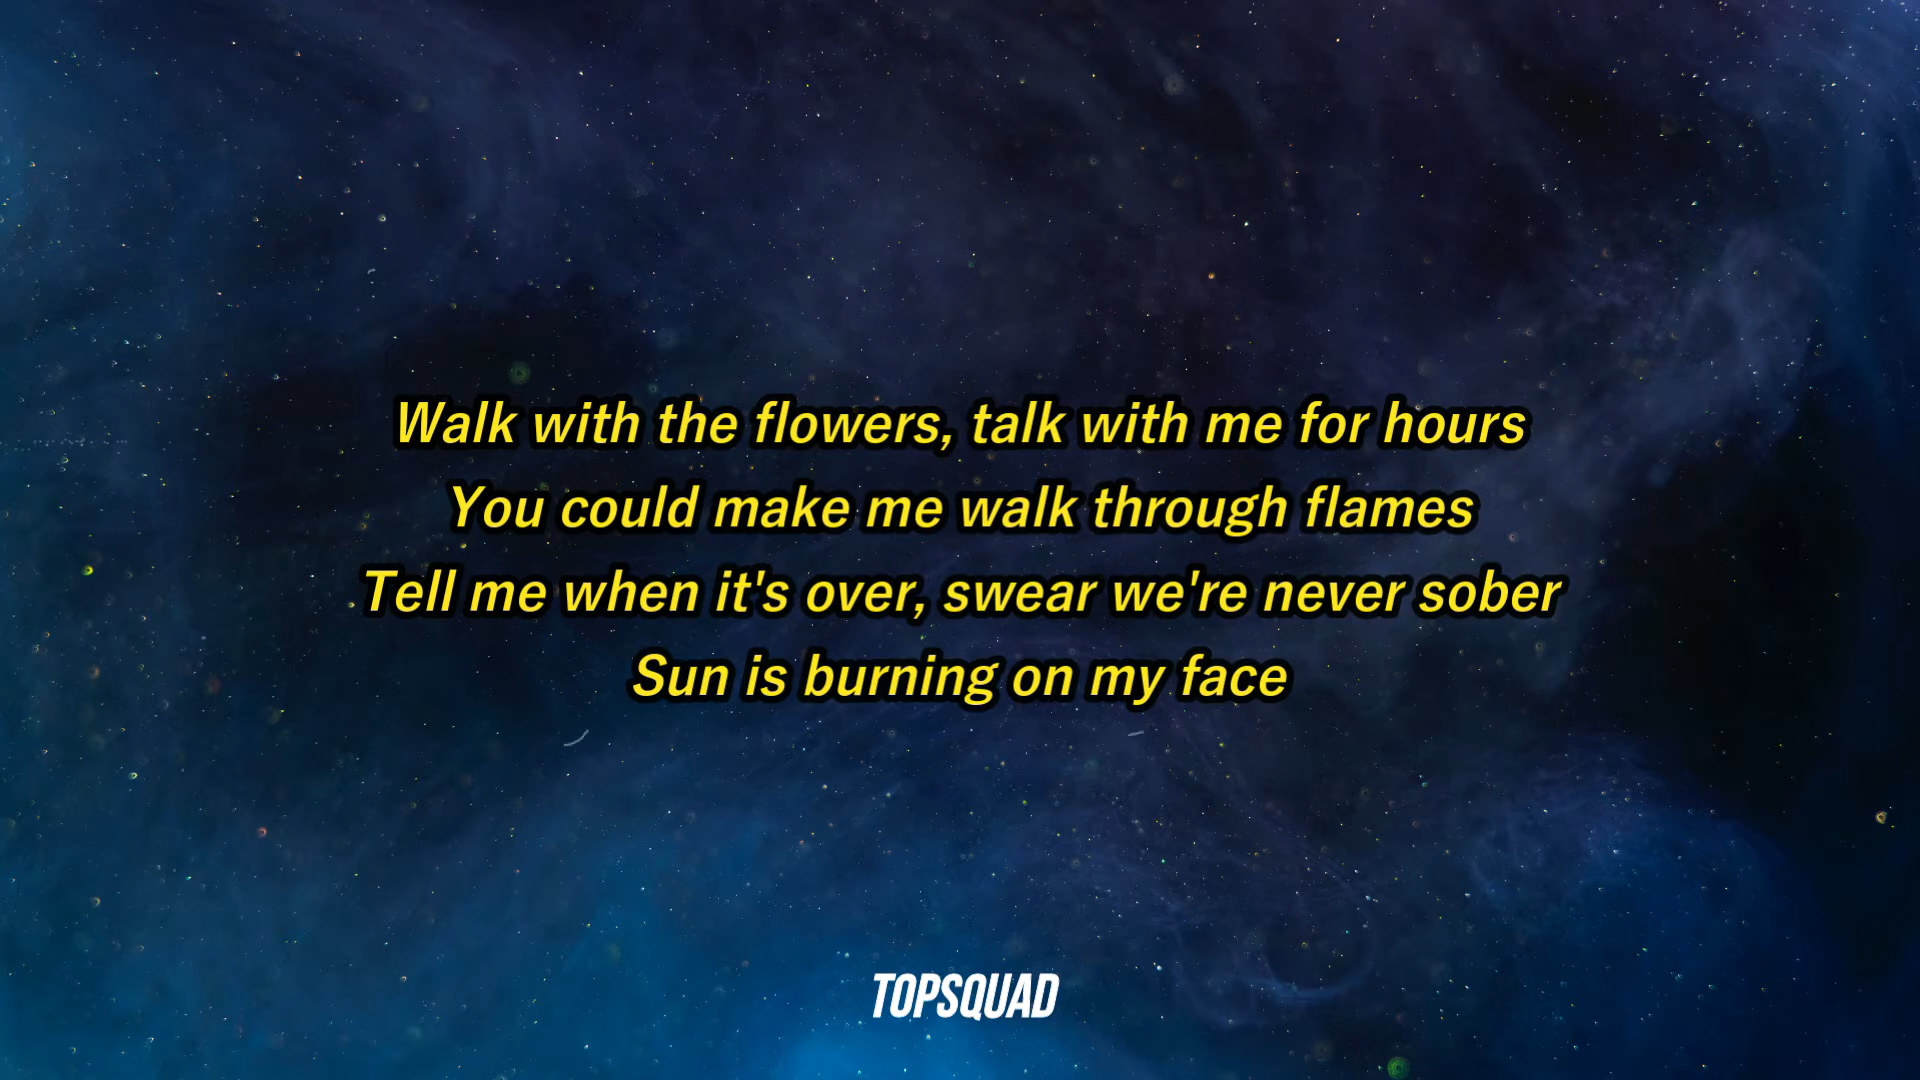 Walk with the flowers, talk with me for hours
You could make me walk through flames
Tell me when it's over, swear we're never sober
Sun is burning on my face
TOPSQUAD